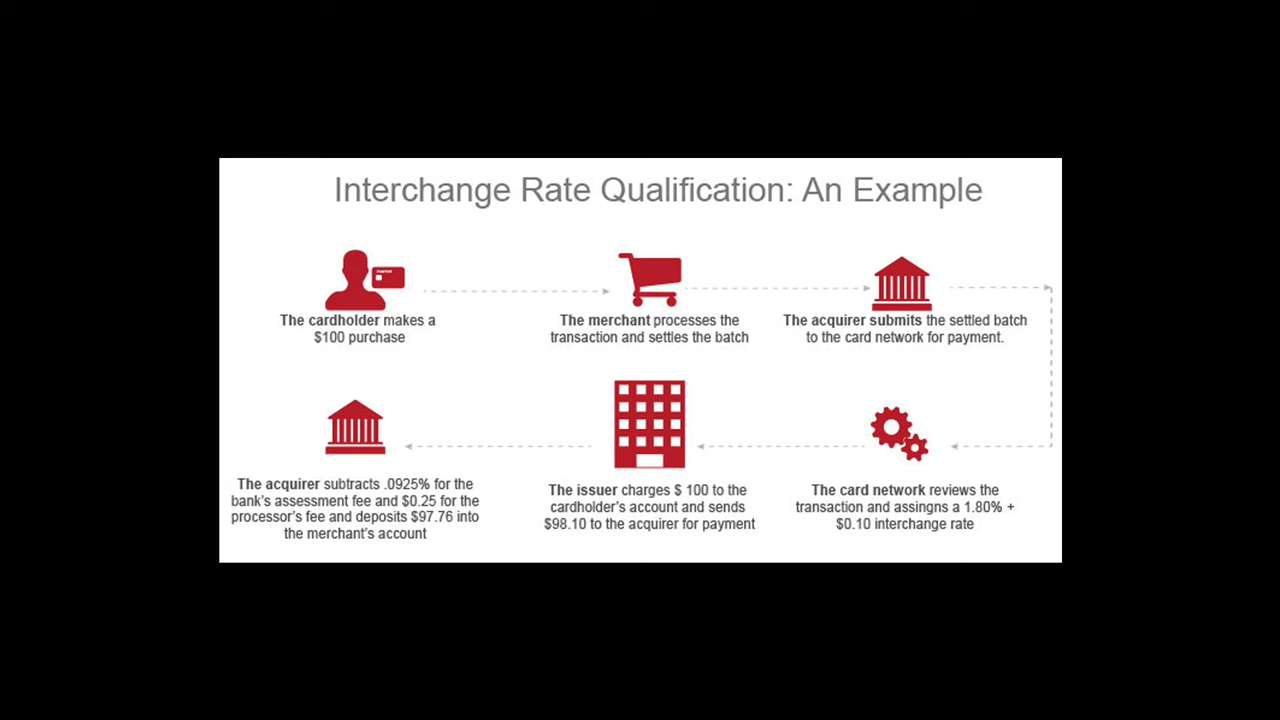 Interchange Rate Qualification: An Example
The cardholder makes a
$100 purchase
The merchant processes the
transaction and settles the batch
The acquirer submits the settled batch
to the card network for payment.
The card network reviews the
transaction and assingns a 1.80% +
$0.10 interchange rate
The issuer charges $ 100 to the
cardholder's account and sends
$98.10 to the acquirer for payment
The acquirer subtracts .0925% for the
bank's assessment fee and $0.25 for the
processor's fee and deposits $97.76 into
the merchant's account